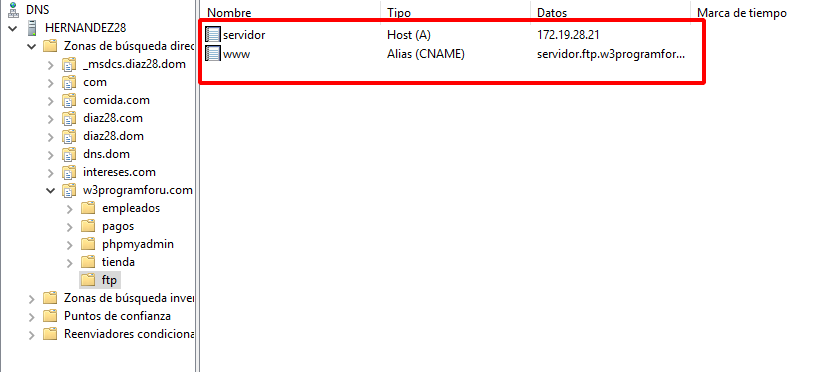 DNS
HERNANDEZ28
Zonas de búsqueda direc
_msdcs.diaz28.dom
com
comida.com
diaz28.com
diaz28.dom
dns.dom
intereses.com
w3programforu.com
empleados
pagos
phpmyadmin
tienda
ftp
Zonas de búsqueda inver
Puntos de confianza
Reenviadores condiciona
Nombre Tipo Datos Marca de tiempo
servidor Host (A) 172.19.28.21
www Alias (CNAME) servidor.ftp.w3programfor...